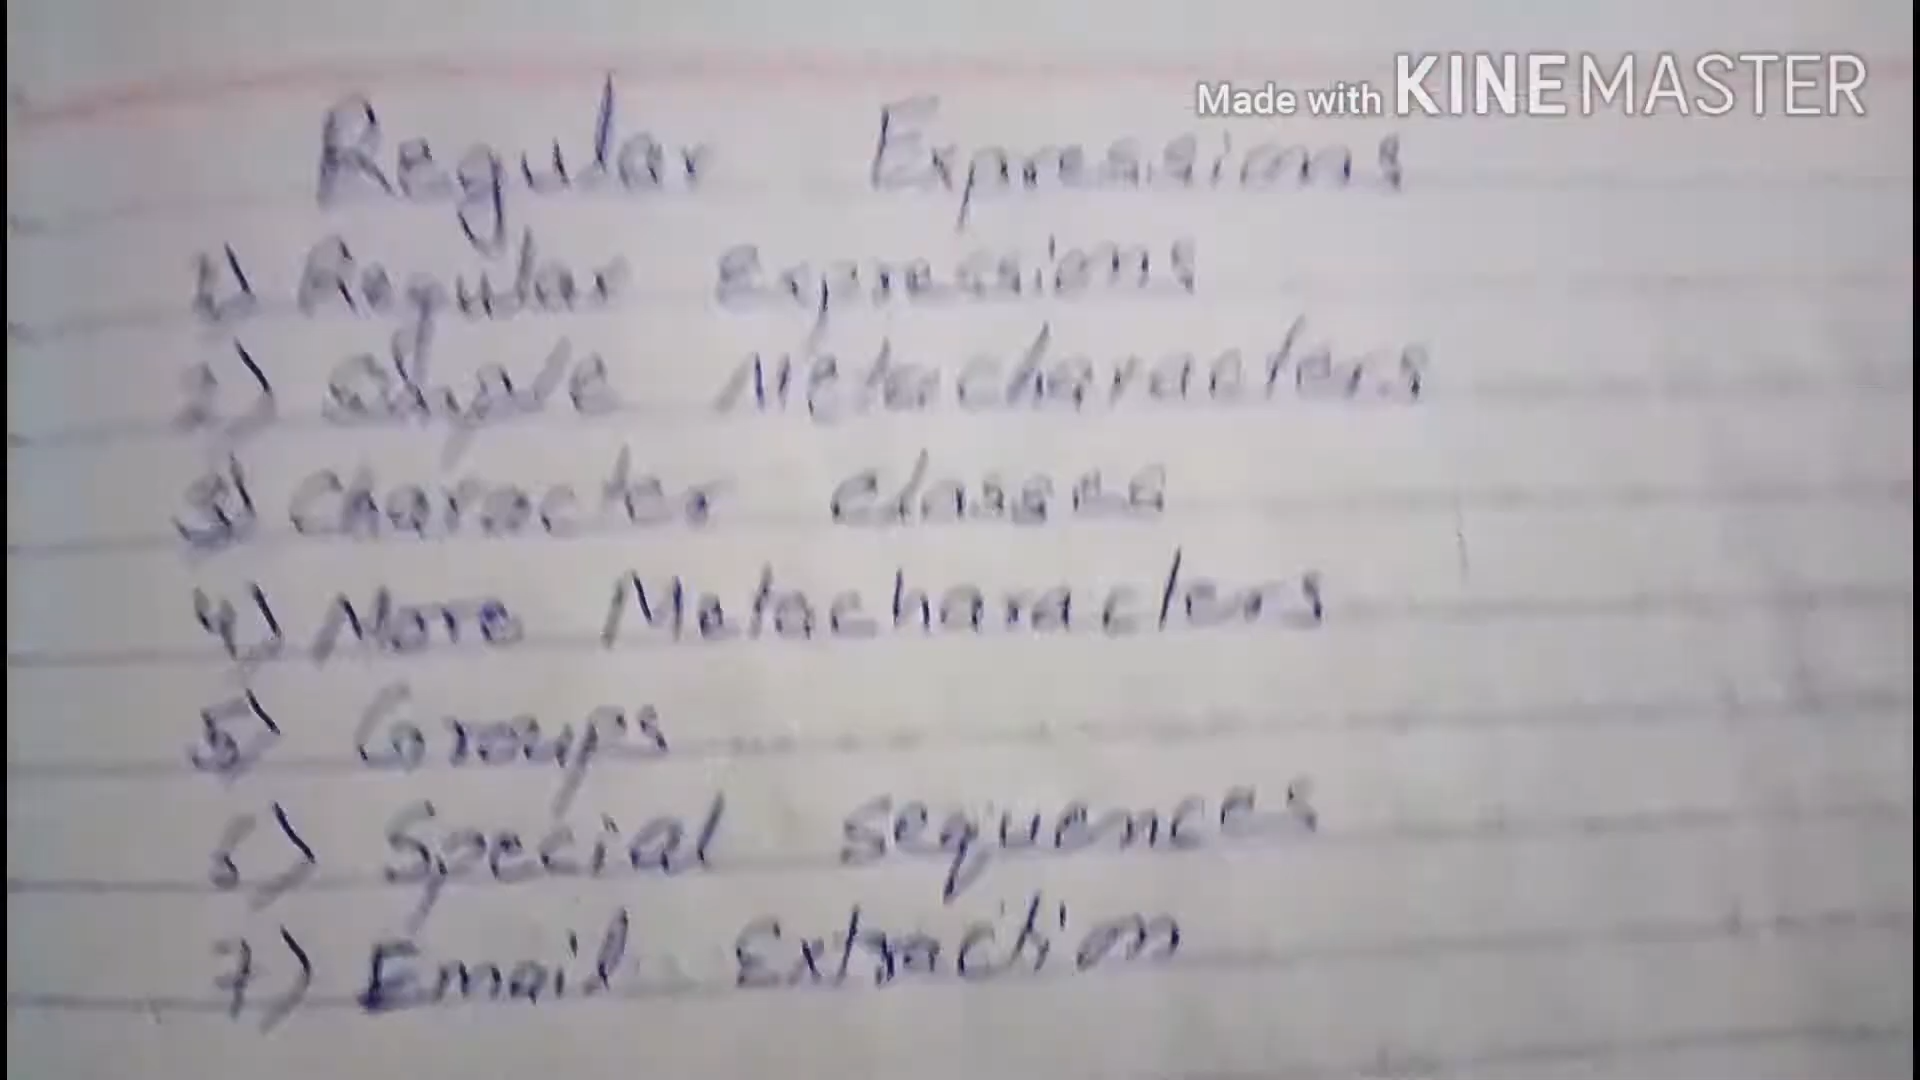 Made with KINEMASTER
Regular Expressions
1) Regular Expressions
2) Metacharacters
3) Character classes
4) More Metacharacters
5) Groups
6) Special sequences
7) Email Extraction